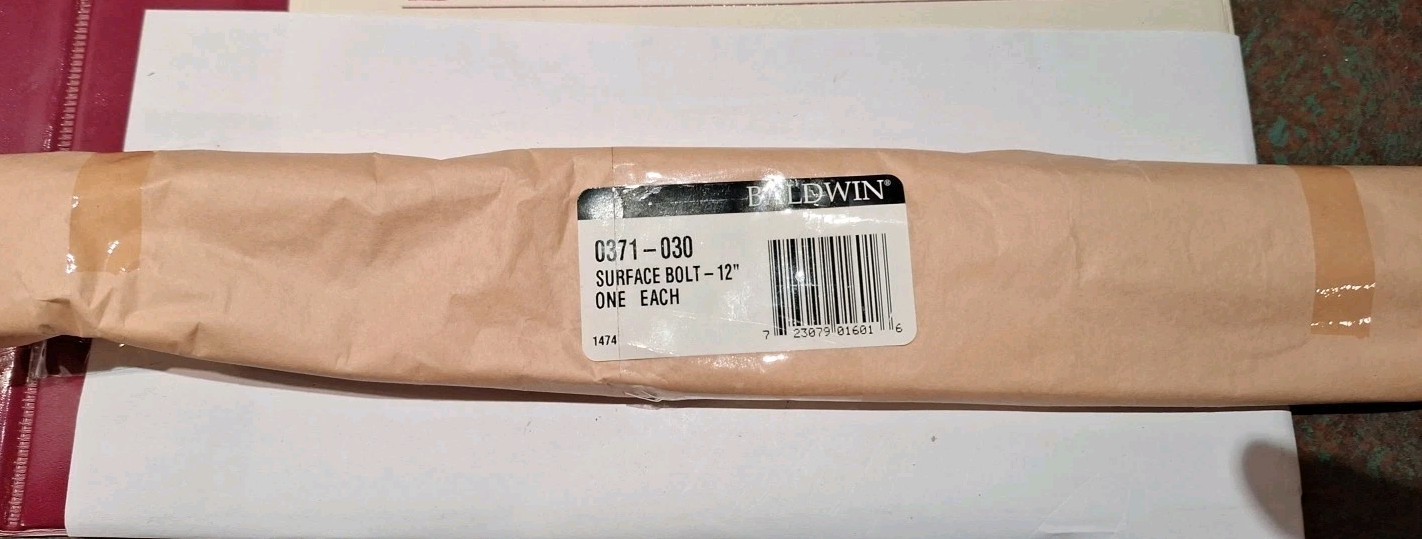 BALDWIN®
0371-030
SURFACE BOLT-12"
ONE EACH
1474
7 23079 01601 6